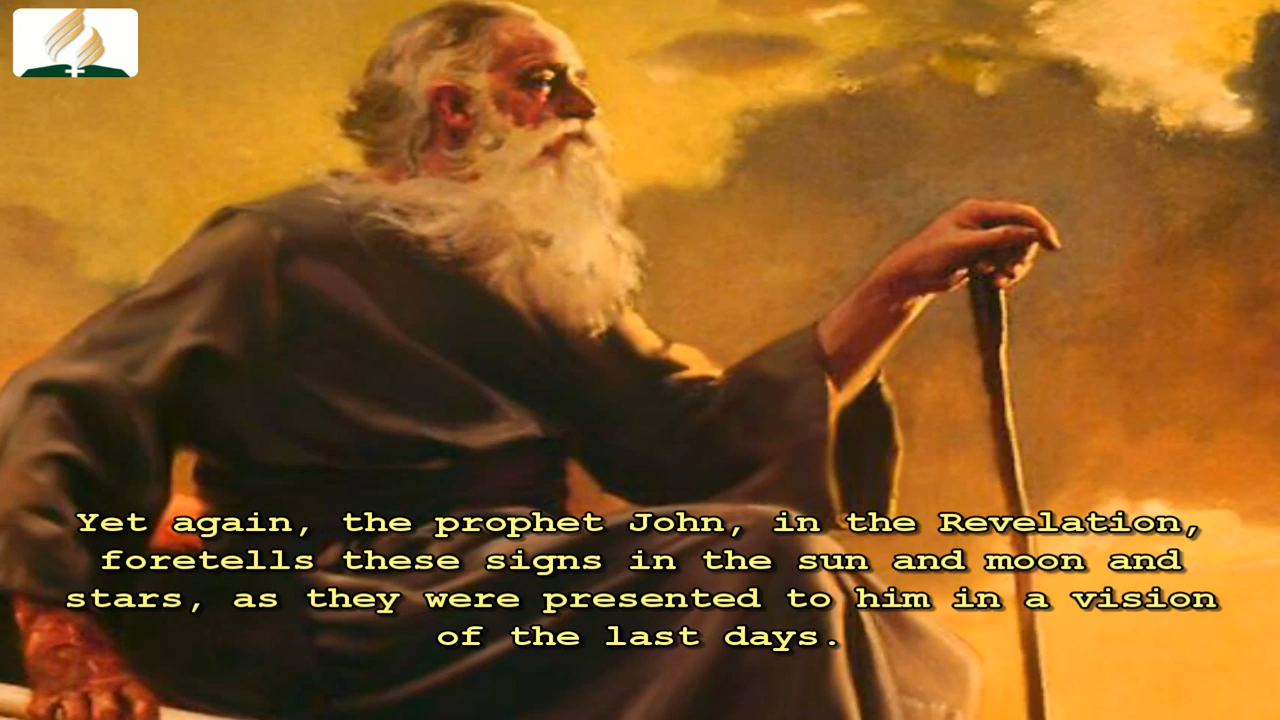 Yet again, the prophet John, in the Revelation,
foretells these signs in the sun and moon and
stars, as they were presented to him in a vision
of the last days.